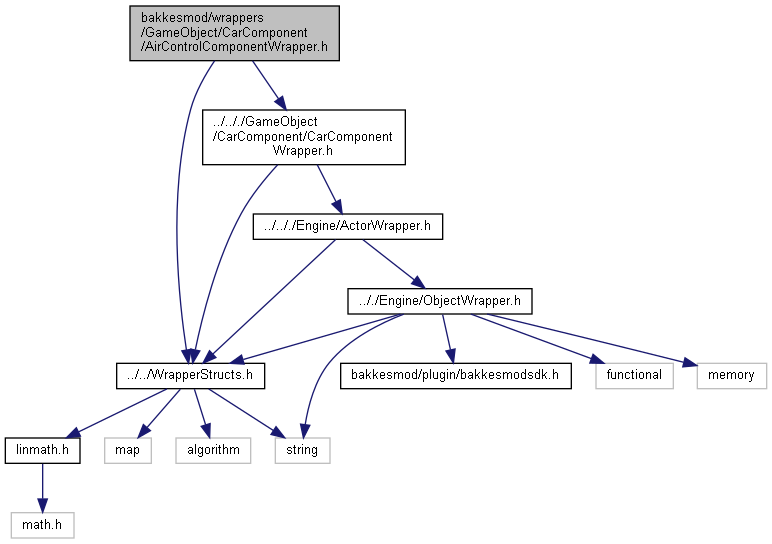 bakkesmod/wrappers
/GameObject/CarComponent
/AirControlComponentWrapper.h
../.././GameObject
/CarComponent/CarComponent
Wrapper.h
../.././Engine/ActorWrapper.h
.././Engine/ObjectWrapper.h
../../WrapperStructs.h
bakkesmod/plugin/bakkesmodsdk.h
functional
memory
linmath.h
map
algorithm
string
math.h